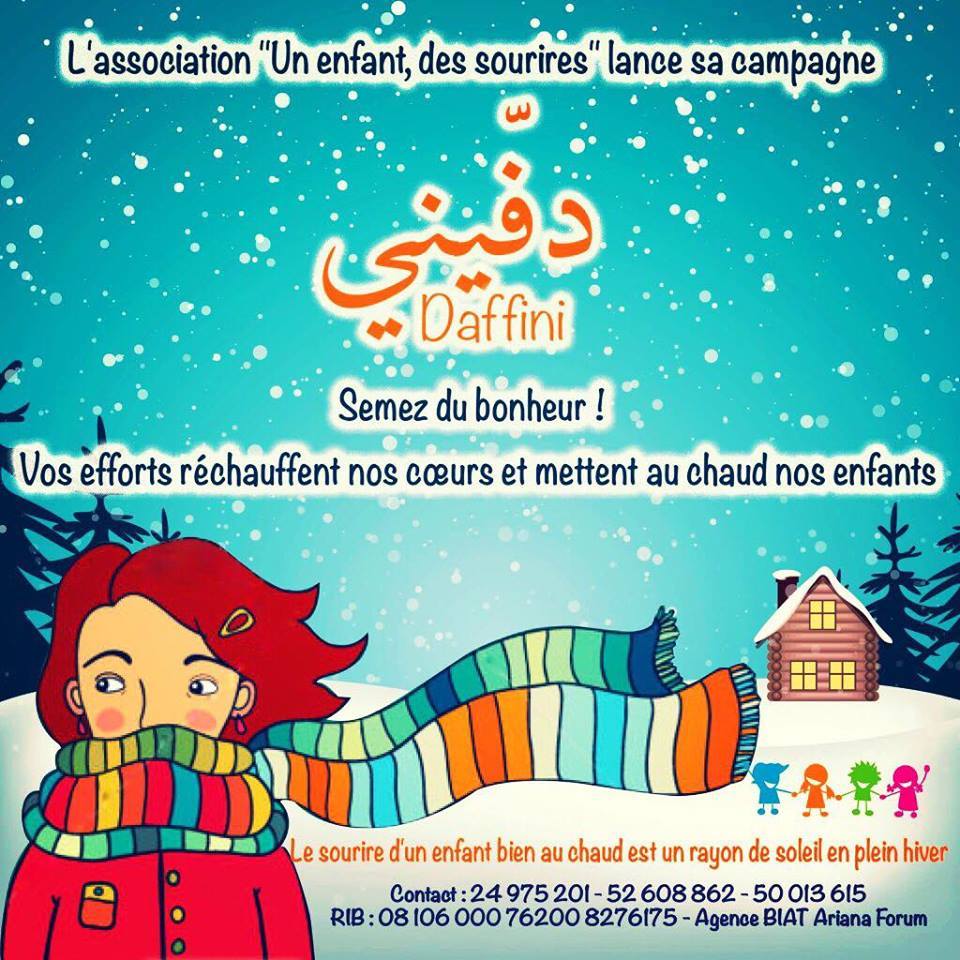 L'association "Un enfant, des sourires" lance sa campagne
دفّيني
Daffini
Semez du bonheur !
Vos efforts réchauffent nos cœurs et mettent au chaud nos enfants
Le sourire d'un enfant bien au chaud est un rayon de soleil en plein hiver
Contact : 24 975 201 - 52 608 862 - 50 013 615
RIB : 08 106 000 76200 8276175 - Agence BIAT Ariana Forum